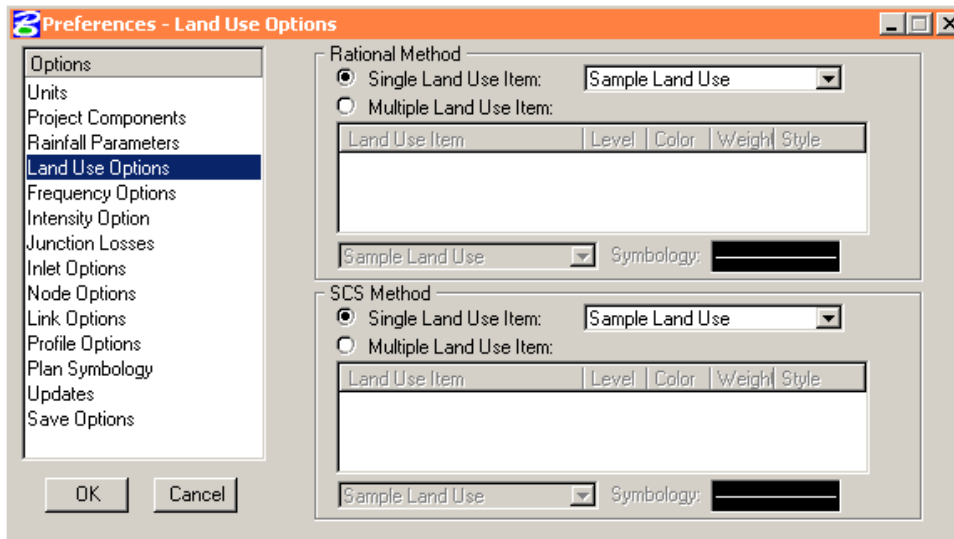 Preferences - Land Use Options
Options
Units
Project Components
Rainfall Parameters
Land Use Options
Frequency Options
Intensity Option
Junction Losses
Inlet Options
Node Options
Link Options
Profile Options
Plan Symbology
Updates
Save Options
OK Cancel
Rational Method
Single Land Use Item: Sample Land Use
Multiple Land Use Item:
Land Use Item Level Color Weight Style
Sample Land Use Symbology:
SCS Method
Single Land Use Item: Sample Land Use
Multiple Land Use Item:
Land Use Item Level Color Weight Style
Sample Land Use Symbology: